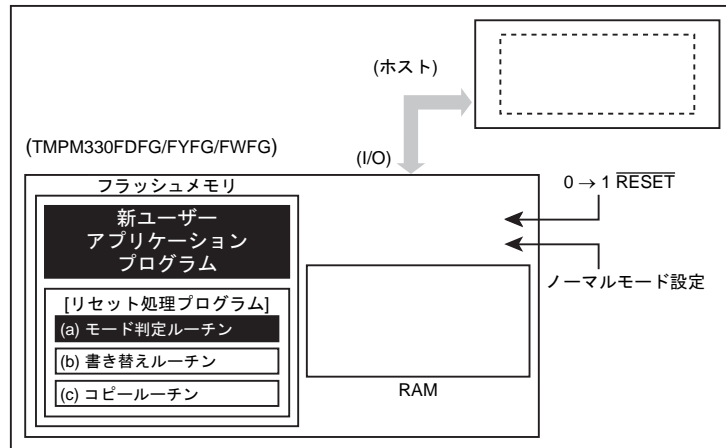 (ホスト)
(TMPM330FDFG/FYFG/FWFG)
(I/O)
フラッシュメモリ
0 → 1 RESET
新ユーザー
アプリケーション
プログラム
ノーマルモード設定
[リセット処理プログラム]
(a) モード判定ルーチン
(b) 書き替えルーチン
(c) コピールーチン
RAM